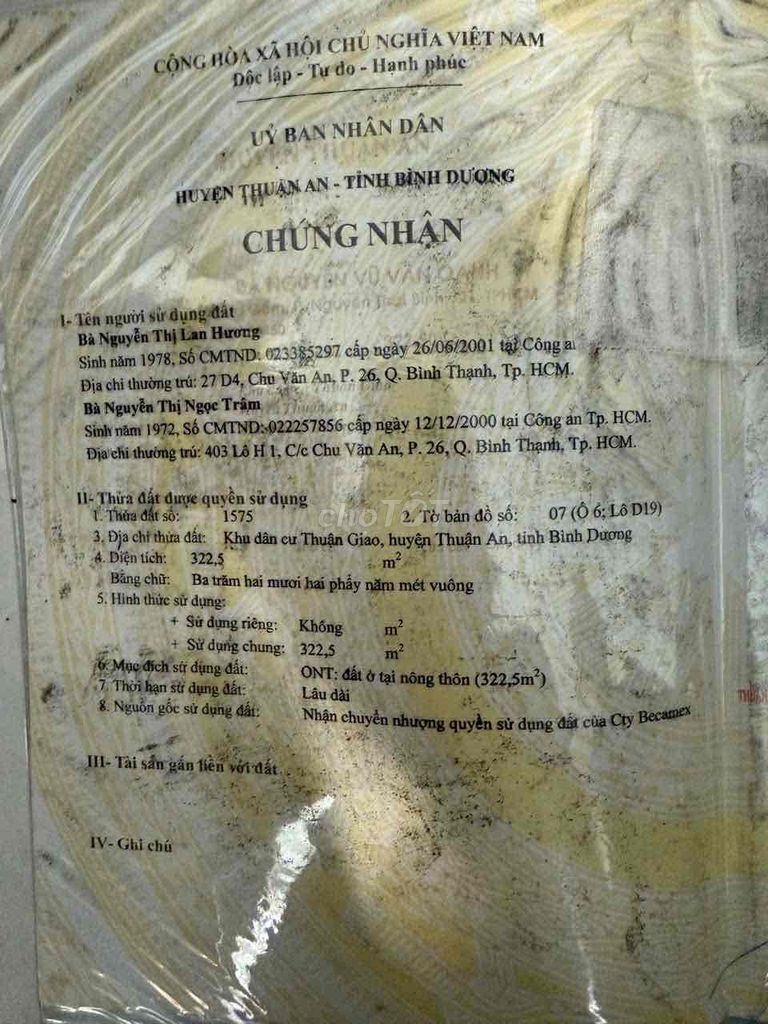 CỘNG HÒA XÃ HỘI CHỦ NGHĨA VIỆT NAM
Độc lập - Tư do - Hạnh phúc
UỶ BAN NHÂN DÂN
HUYỆN THUẬN AN - TỈNH BÌNH DƯƠNG
CHỨNG NHẬN
I- Tên người sử dụng đất
Bà Nguyễn Thị Lan Hương
Sinh năm 1978, Số CMTND: 023385297 cấp ngày 26/06/2001 tại Công a
Địa chỉ thường trú: 27 D4, Chu Văn An, P. 26, Q. Bình Thạnh, Tp. HCM.
Bà Nguyễn Thị Ngọc Trâm
Sinh năm 1972, Số CMTND: 022257856 cấp ngày 12/12/2000 tại Công an Tp. HCM.
Địa chỉ thường trú: 403 Lô H 1, C/c Chu Văn An, P. 26, Q. Bình Thạnh, Tp. HCM.
II- Thửa đất được quyền sử dụng
1. Thửa đất số: 1575 2. Tờ bản đồ số: 07 (Ô 6; Lô D19)
choTỐT
3. Địa chỉ thửa đất: Khu dân cư Thuận Giao, huyện Thuận An, tỉnh Bình Dương
4. Diện tích: 322,5 m²
Bằng chữ: Ba trăm hai mươi hai phẩy năm mét vuông
5. Hình thức sử dụng:
+ Sử dụng riêng: Không m²
+ Sử dụng chung: 322,5 m²
6. Mục đích sử dụng đất: ONT: đất ở tại nông thôn (322,5m²)
7. Thời hạn sử dụng đất: Lâu dài
8. Nguồn gốc sử dụng đất: Nhận chuyển nhượng quyền sử dụng đất của Cty Becamex
III- Tài sản gắn liền với đất
IV- Ghi chú